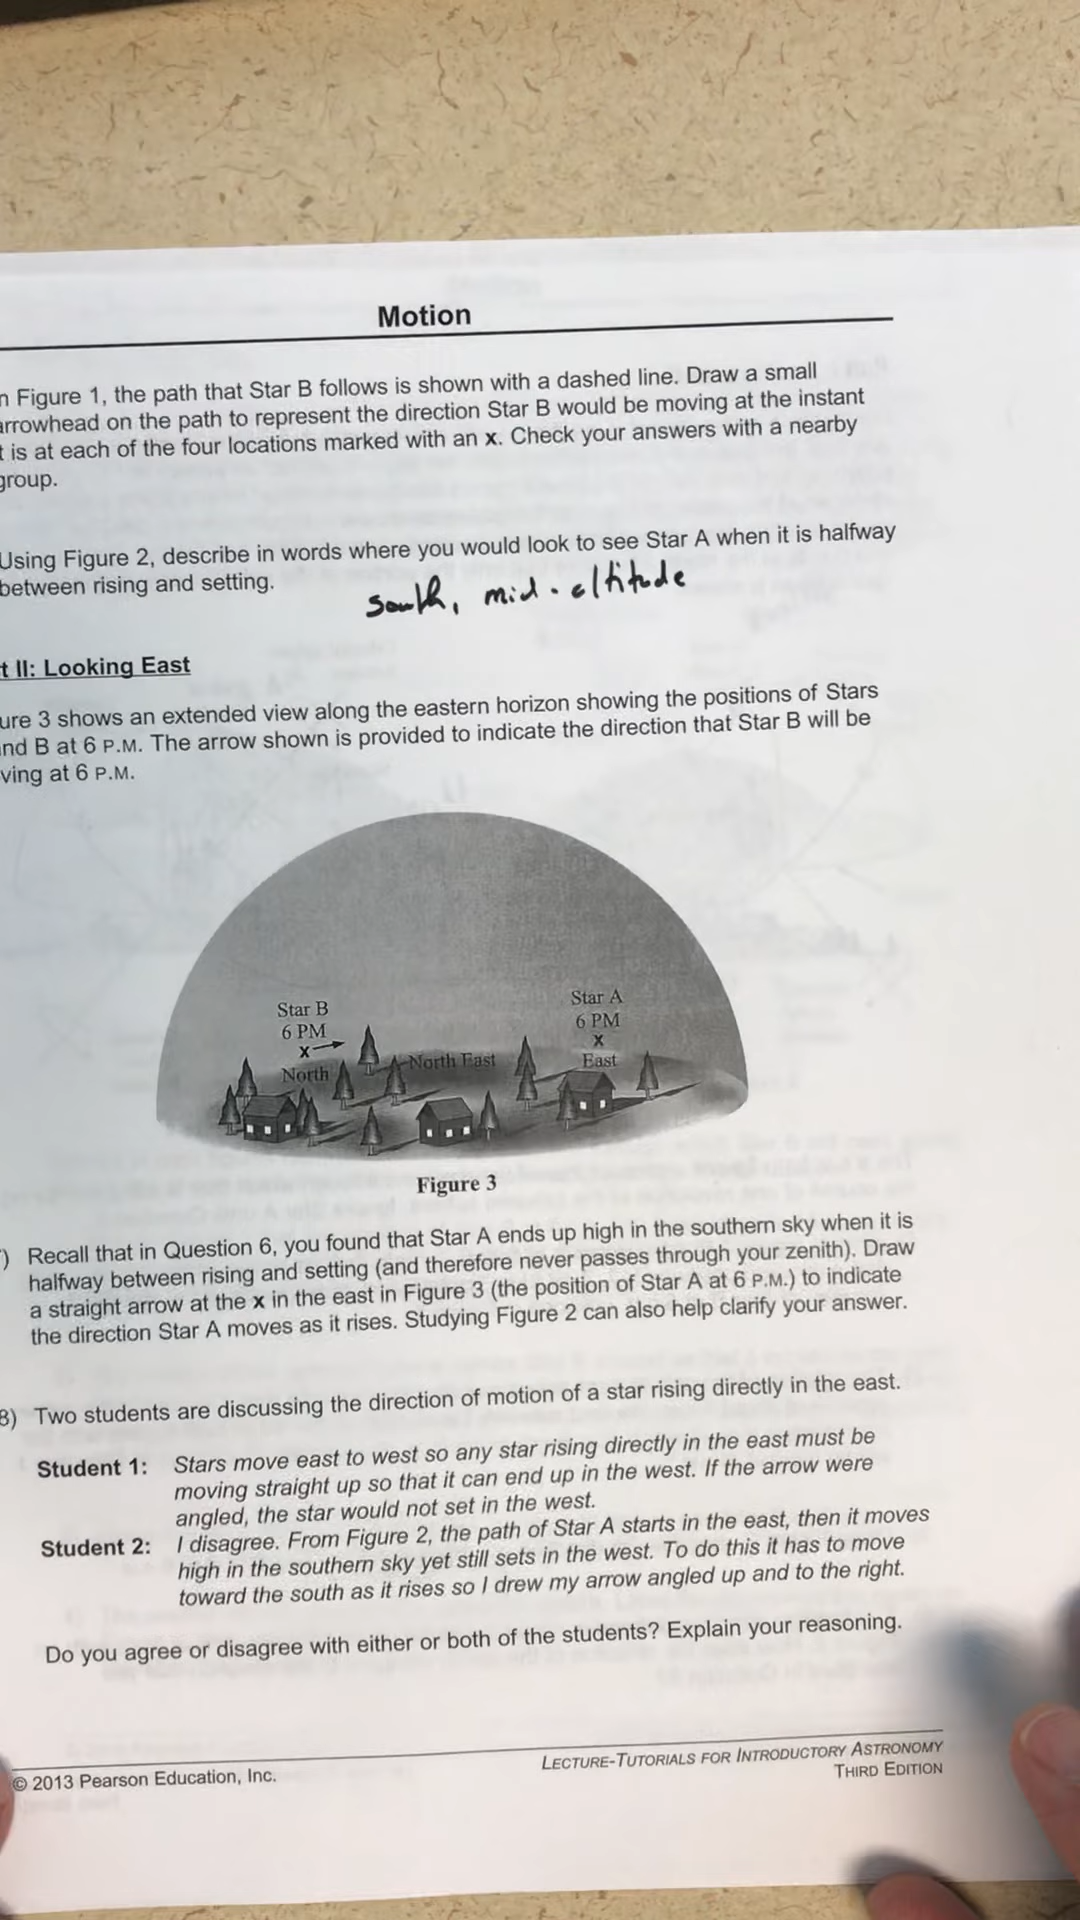 Motion
n Figure 1, the path that Star B follows is shown with a dashed line. Draw a small
arrowhead on the path to represent the direction Star B would be moving at the instant
t is at each of the four locations marked with an x. Check your answers with a nearby
group.
Using Figure 2, describe in words where you would look to see Star A when it is halfway
between rising and setting.
south, mid-altitude
t II: Looking East
ure 3 shows an extended view along the eastern horizon showing the positions of Stars
nd B at 6 P.M. The arrow shown is provided to indicate the direction that Star B will be
ving at 6 P.M.
Star B
6 PM
x
North
North East
Star A
6 PM
x
East
Figure 3
) Recall that in Question 6, you found that Star A ends up high in the southern sky when it is
halfway between rising and setting (and therefore never passes through your zenith). Draw
a straight arrow at the x in the east in Figure 3 (the position of Star A at 6 P.M.) to indicate
the direction Star A moves as it rises. Studying Figure 2 can also help clarify your answer.
8) Two students are discussing the direction of motion of a star rising directly in the east.
Student 1: Stars move east to west so any star rising directly in the east must be
moving straight up so that it can end up in the west. If the arrow were
angled, the star would not set in the west.
Student 2: I disagree. From Figure 2, the path of Star A starts in the east, then it moves
high in the southern sky yet still sets in the west. To do this it has to move
toward the south as it rises so I drew my arrow angled up and to the right.
Do you agree or disagree with either or both of the students? Explain your reasoning.
© 2013 Pearson Education, Inc.
LECTURE-TUTORIALS FOR INTRODUCTORY ASTRONOMY
THIRD EDITION